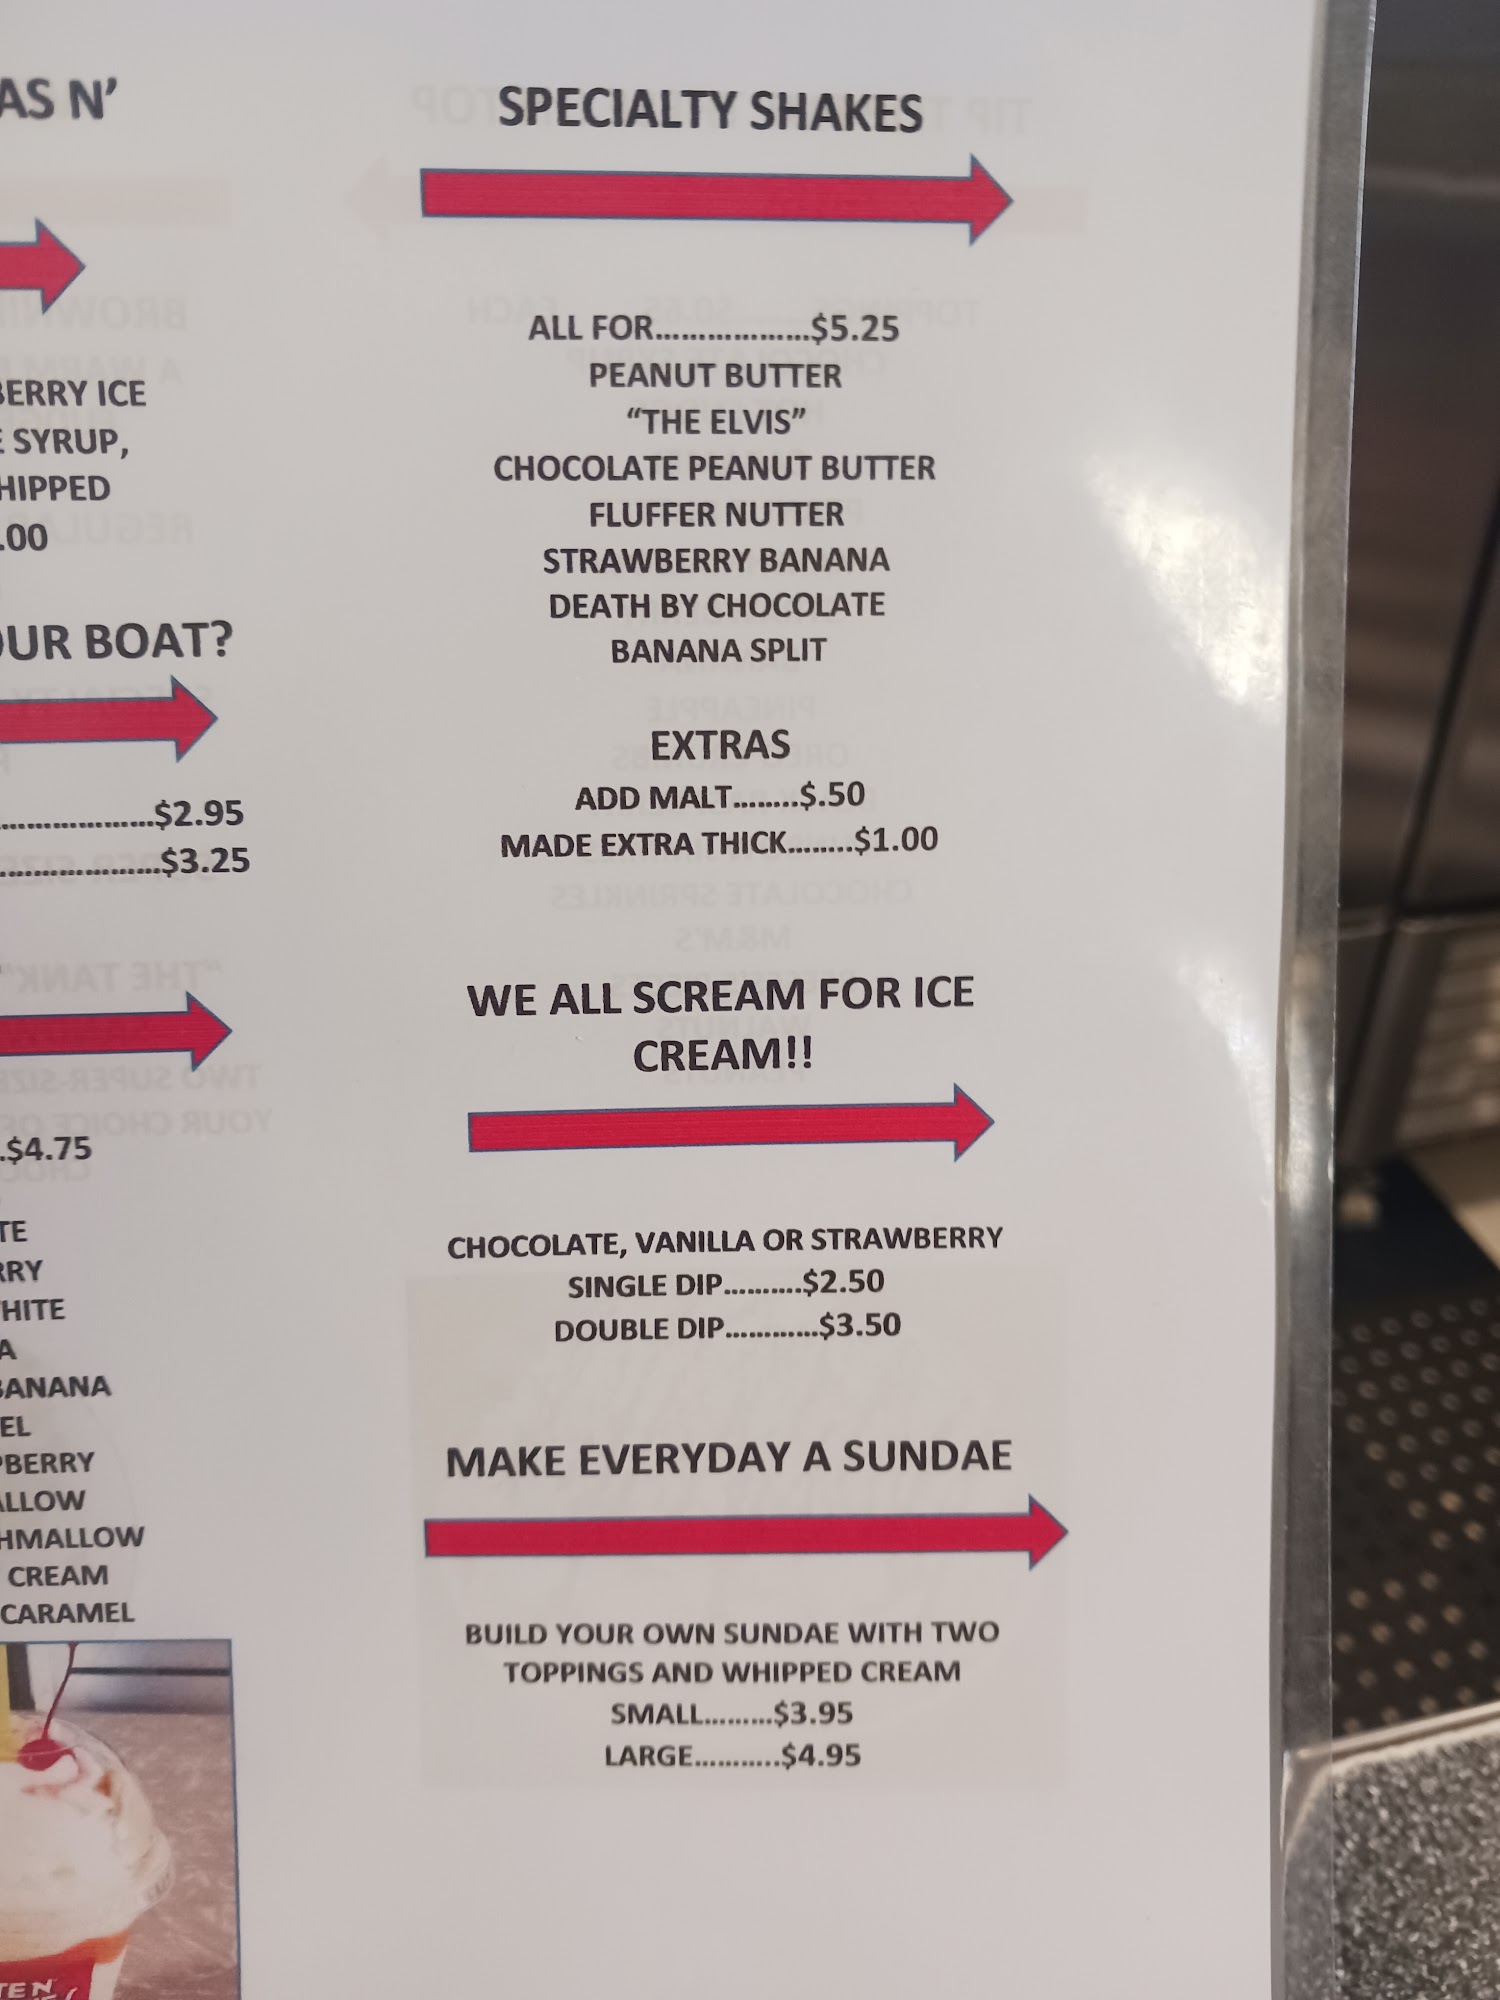 AS N'
ERRY ICE
SYRUP,
HIPPED
.00
OUR BOAT?
....................$2.95
.....................$3.25
.$4.75
TE
RRY
HITE
A
BANANA
EL
BERRY
ALLOW
HMALLOW
CREAM
CARAMEL
SPECIALTY SHAKES
ALL FOR...................$5.25
PEANUT BUTTER
“THE ELVIS”
CHOCOLATE PEANUT BUTTER
FLUFFER NUTTER
STRAWBERRY BANANA
DEATH BY CHOCOLATE
BANANA SPLIT
EXTRAS
ADD MALT........$.50
MADE EXTRA THICK........$1.00
WE ALL SCREAM FOR ICE
CREAM!!
CHOCOLATE, VANILLA OR STRAWBERRY
SINGLE DIP..........$2.50
DOUBLE DIP............$3.50
MAKE EVERYDAY A SUNDAE
BUILD YOUR OWN SUNDAE WITH TWO
TOPPINGS AND WHIPPED CREAM
SMALL.........$3.95
LARGE...........$4.95